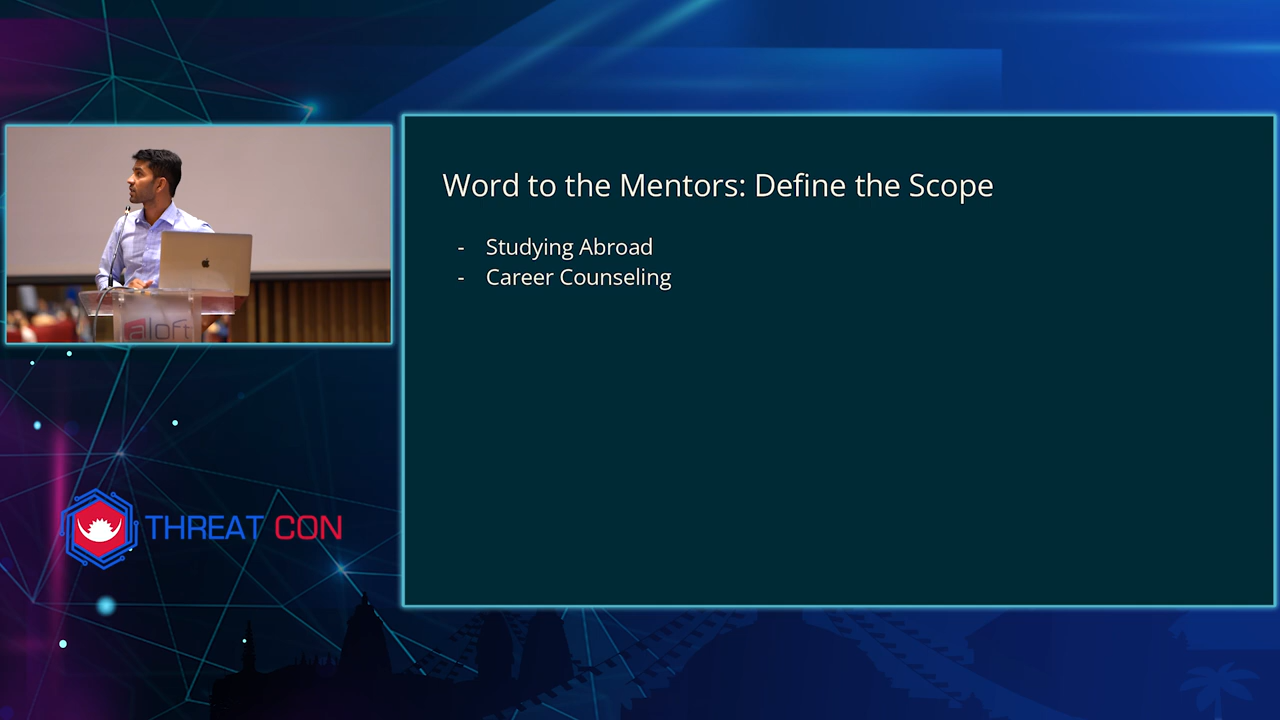 Word to the Mentors: Define the Scope
- Studying Abroad
- Career Counseling
aloft
THREAT CON